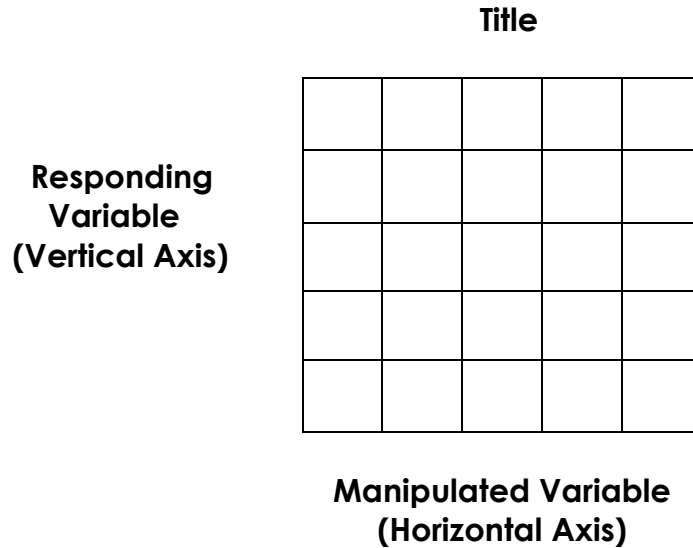 Title
Responding
Variable
(Vertical Axis)
Manipulated Variable
(Horizontal Axis)